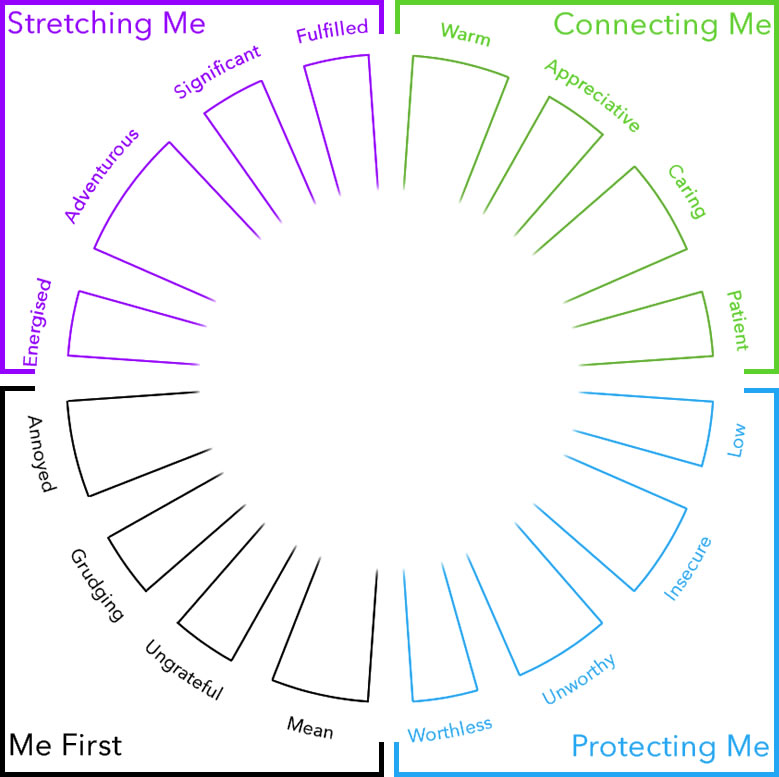 Stretching Me
Connecting Me
Fulfilled
Warm
Significant
Appreciative
Adventurous
Caring
Energised
Patient
Annoyed
Low
Grudging
Insecure
Ungrateful
Unworthy
Mean
Worthless
Me First
Protecting Me